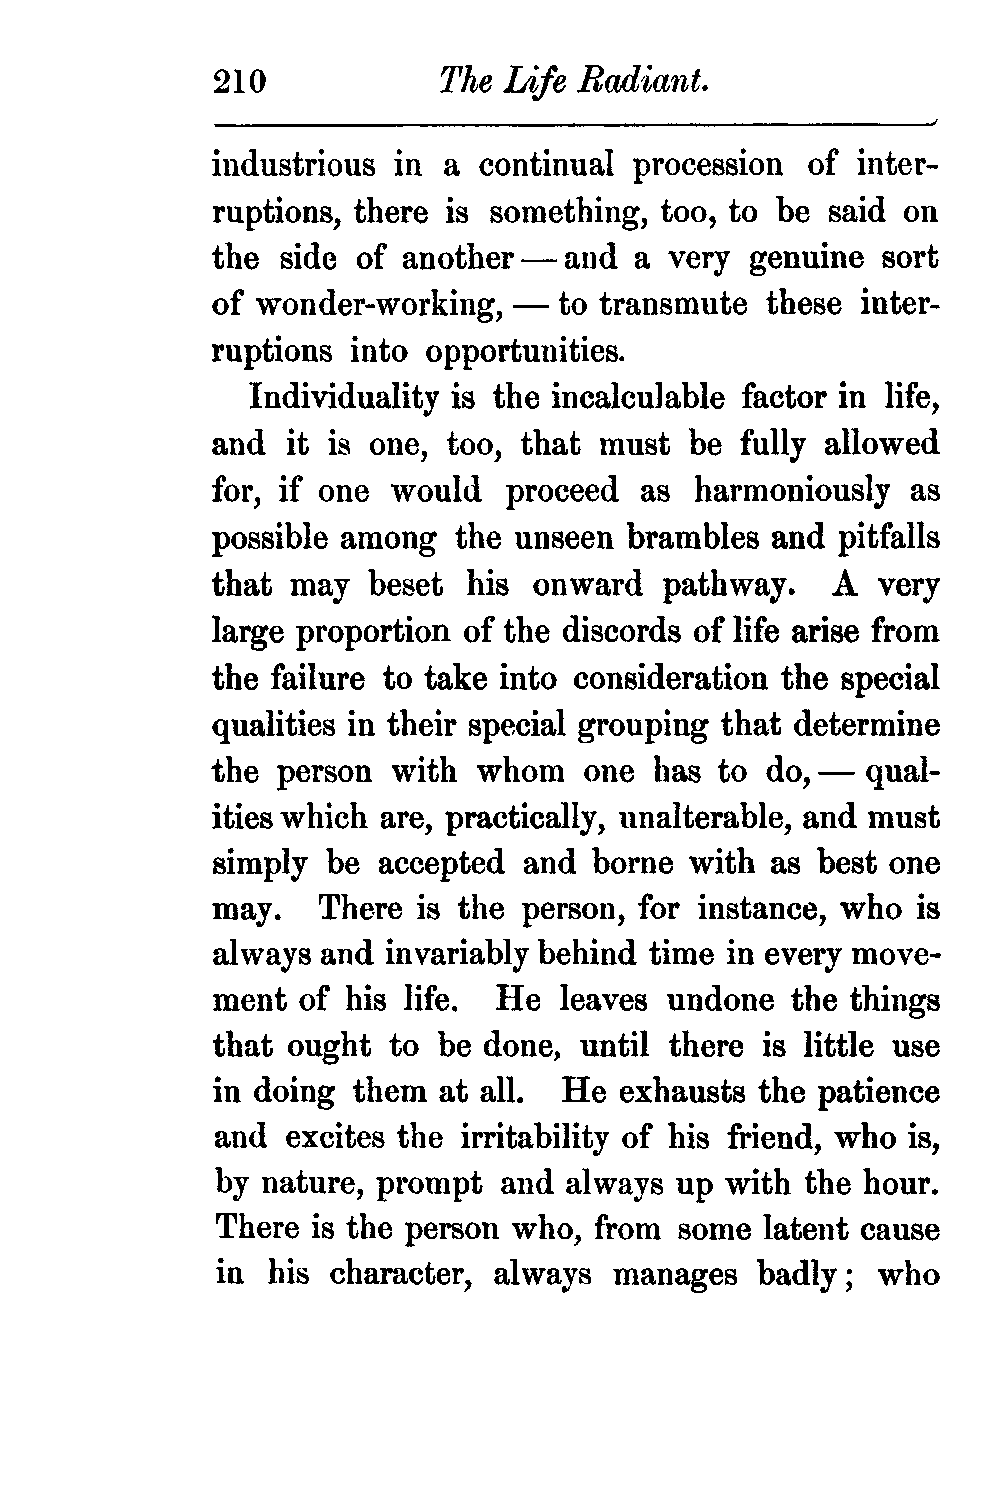 210 The Life Radiant.
industrious in a continual procession of inter-
ruptions, there is something, too, to be said on
the side of another — and a very genuine sort
of wonder-working, — to transmute these inter-
ruptions into opportunities.
Individuality is the incalculable factor in life,
and it is one, too, that must be fully allowed
for, if one would proceed as harmoniously as
possible among the unseen brambles and pitfalls
that may beset his onward pathway. A very
large proportion of the discords of life arise from
the failure to take into consideration the special
qualities in their special grouping that determine
the person with whom one has to do, — qual-
ities which are, practically, unalterable, and must
simply be accepted and borne with as best one
may. There is the person, for instance, who is
always and invariably behind time in every move-
ment of his life. He leaves undone the things
that ought to be done, until there is little use
in doing them at all. He exhausts the patience
and excites the irritability of his friend, who is,
by nature, prompt and always up with the hour.
There is the person who, from some latent cause
in his character, always manages badly; who